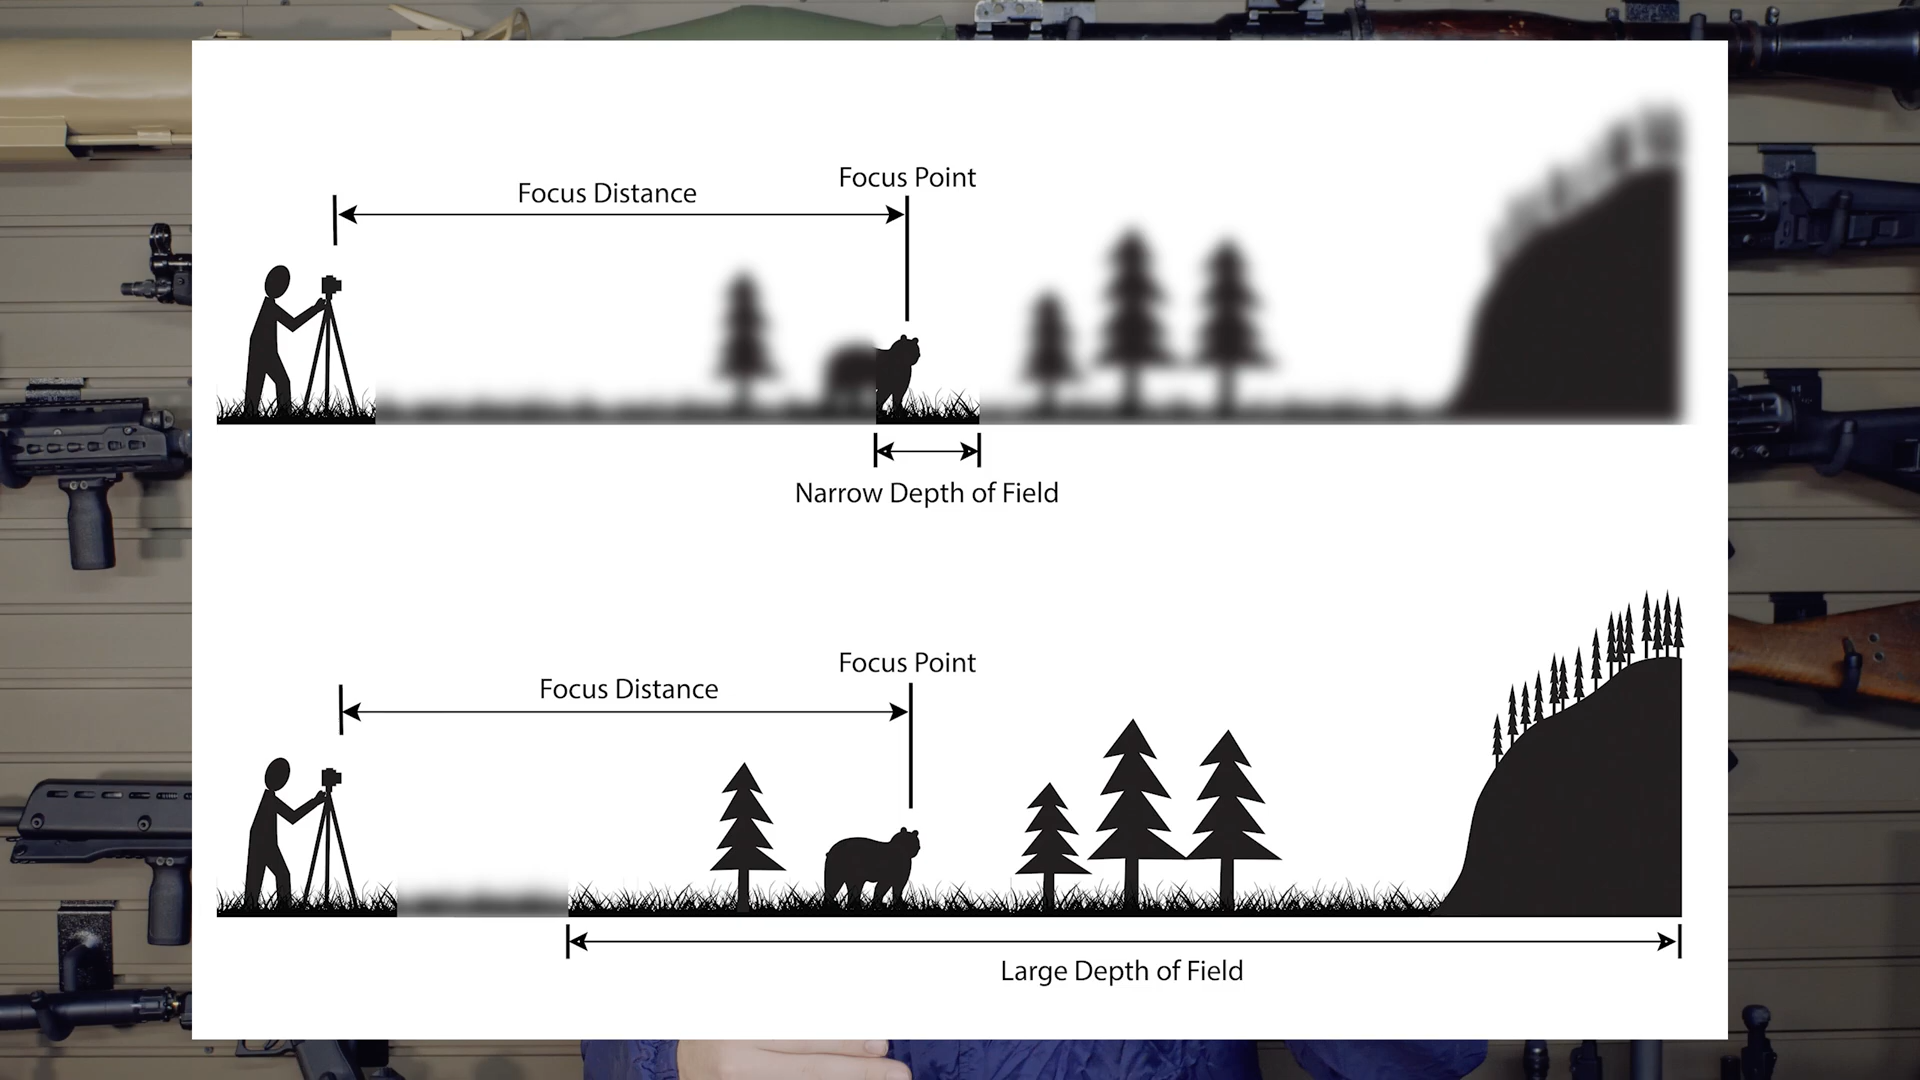 Focus Point
Focus Distance
Narrow Depth of Field
Focus Point
Focus Distance
Large Depth of Field